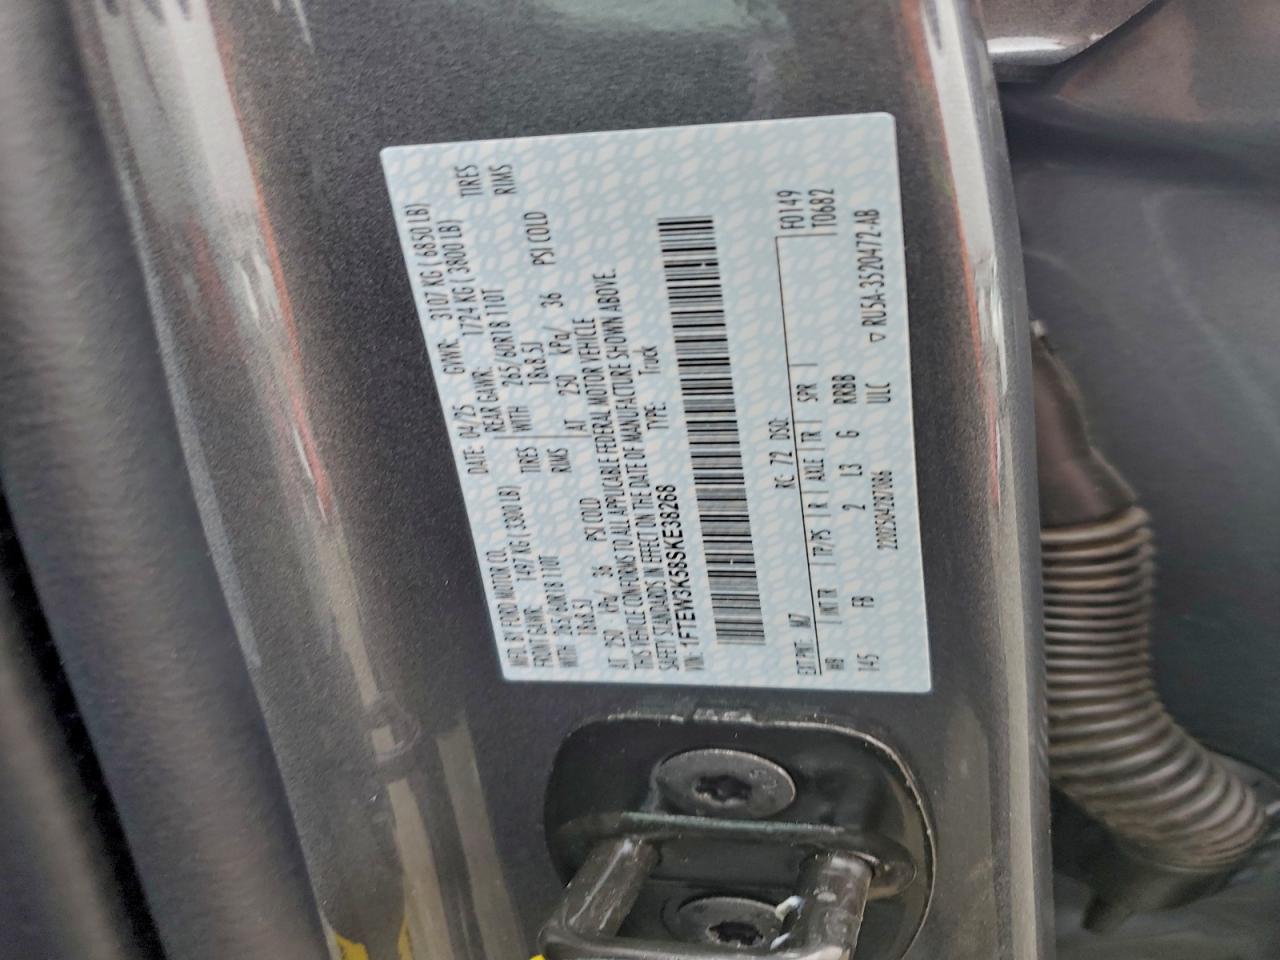 MFD. BY FORD MOTOR CO. DATE: 04/25 GVWR: 3107 KG ( 6850 LB)
FRONT GAWR: 1497 KG ( 3300 LB) REAR GAWR: 1724 KG ( 3800 LB)
WITH 265/60R18 110T TIRES WITH 265/60R18 110T TIRES
18x8.5J RIMS 18x8.5J RIMS
AT 250 kPa/ 36 PSI COLD AT 250 kPa/ 36 PSI COLD
THIS VEHICLE CONFORMS TO ALL APPLICABLE FEDERAL MOTOR VEHICLE
SAFETY STANDARDS IN EFFECT ON THE DATE OF MANUFACTURE SHOWN ABOVE.
VIN: 1FTEW3K58SKE38268 TYPE: Truck
EXT PNT: M7 RC: 72 DSO: F0149
WB INT TR TP/PS R AXLE TR SPR T0682
145 FB 2 L3 G RRBB
2202504287086 ULC ▽ RU5A-3520472-AB